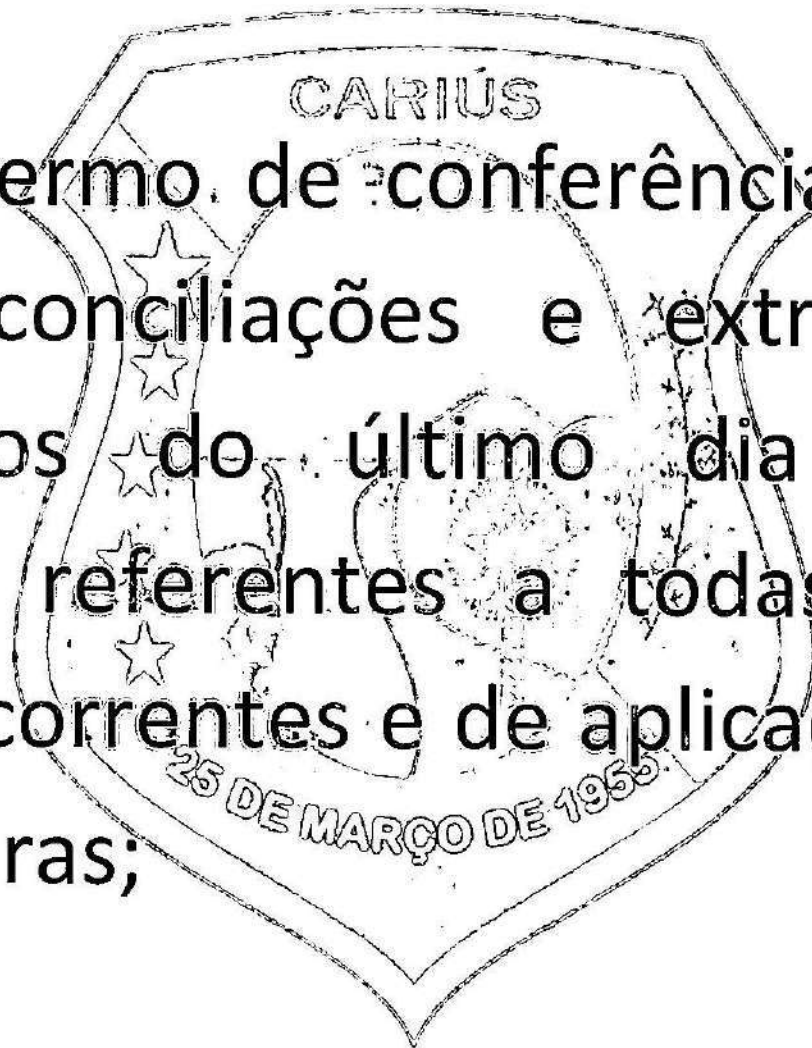 CARIÚS
ermo de conferência
conciliações e extr
os do último dia
referentes a todas
correntes e de aplica
25 DE MARÇO DE 1955
ras;